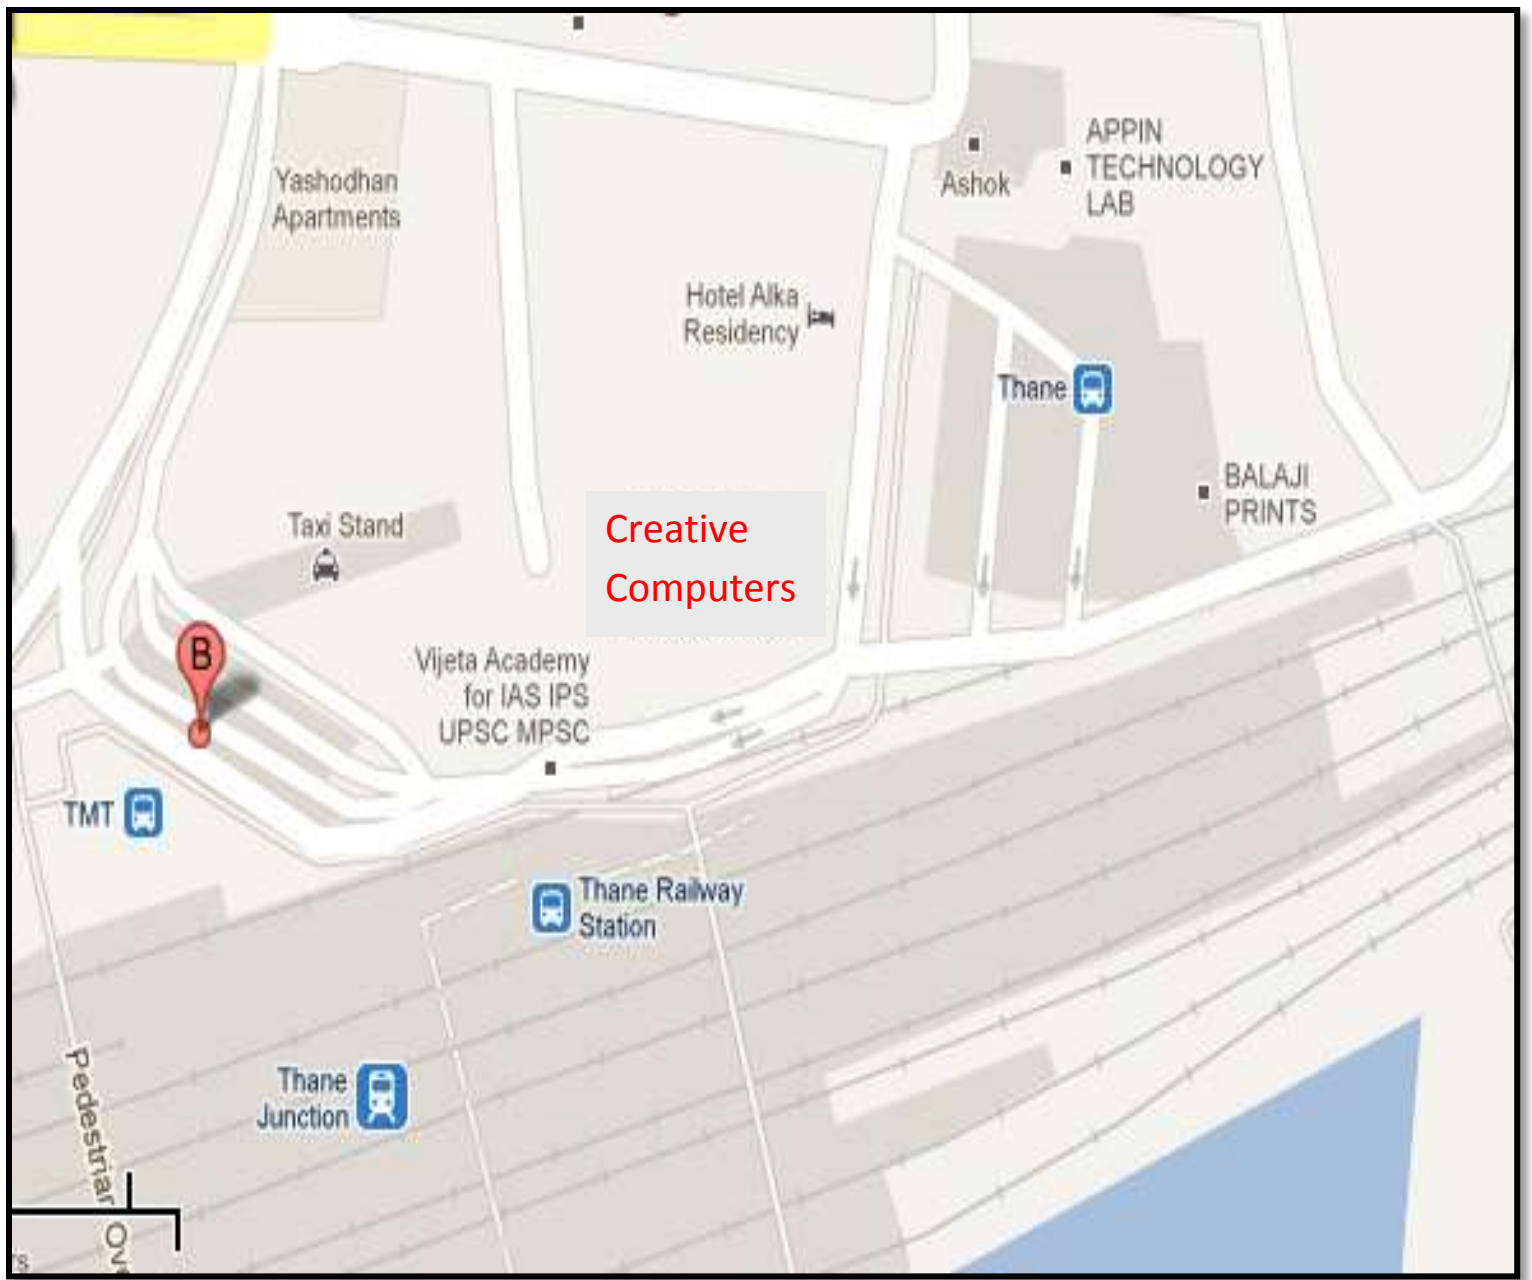 APPIN
TECHNOLOGY
LAB
Ashok
Yashodhan
Apartments
Hotel Alka
Residency
Thane
BALAJI
PRINTS
Taxi Stand
Creative
Computers
B
Vijeta Academy
for IAS IPS
UPSC MPSC
TMT
Thane Railway
Station
Thane
Junction
Pedestrian Ov
rs